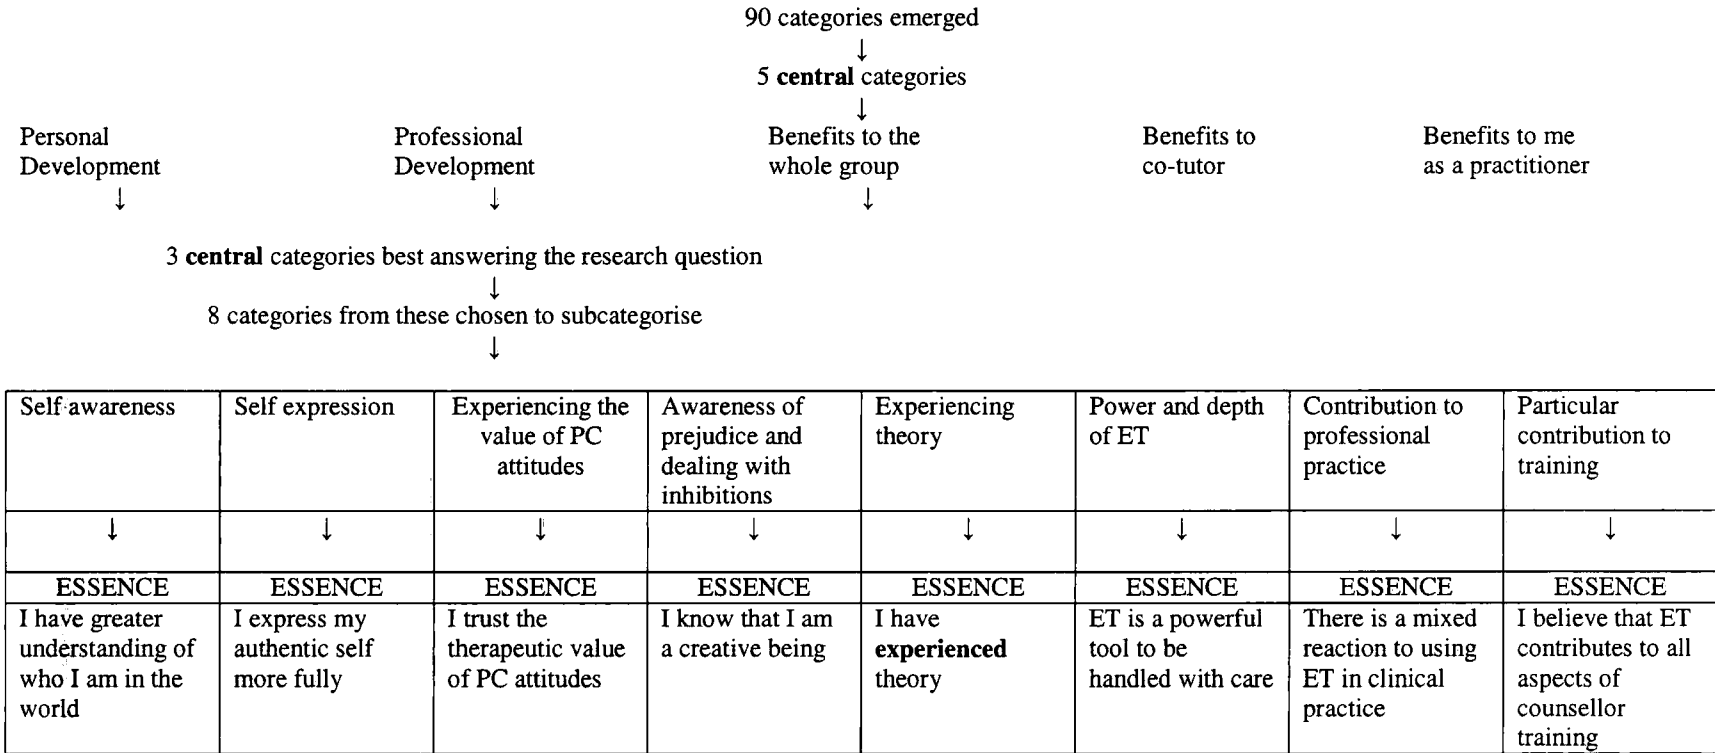 90 categories emerged
↓
5 central categories
↓
Personal
Development
↓
Professional
Development
↓
Benefits to the
whole group
↓
Benefits to
co-tutor
Benefits to me
as a practitioner
3 central categories best answering the research question
↓
8 categories from these chosen to subcategorise
↓
Self awareness
↓
ESSENCE
I have greater
understanding of
who I am in the
world
Self expression
↓
ESSENCE
I express my
authentic self
more fully
Experiencing the
value of PC
attitudes
↓
ESSENCE
I trust the
therapeutic value
of PC attitudes
Awareness of
prejudice and
dealing with
inhibitions
↓
ESSENCE
I know that I am
a creative being
Experiencing
theory
↓
ESSENCE
I have
experienced
theory
Power and depth
of ET
↓
ESSENCE
ET is a powerful
tool to be
handled with care
Contribution to
professional
practice
↓
ESSENCE
There is a mixed
reaction to using
ET in clinical
practice
Particular
contribution to
training
↓
ESSENCE
I believe that ET
contributes to all
aspects of
counsellor
training